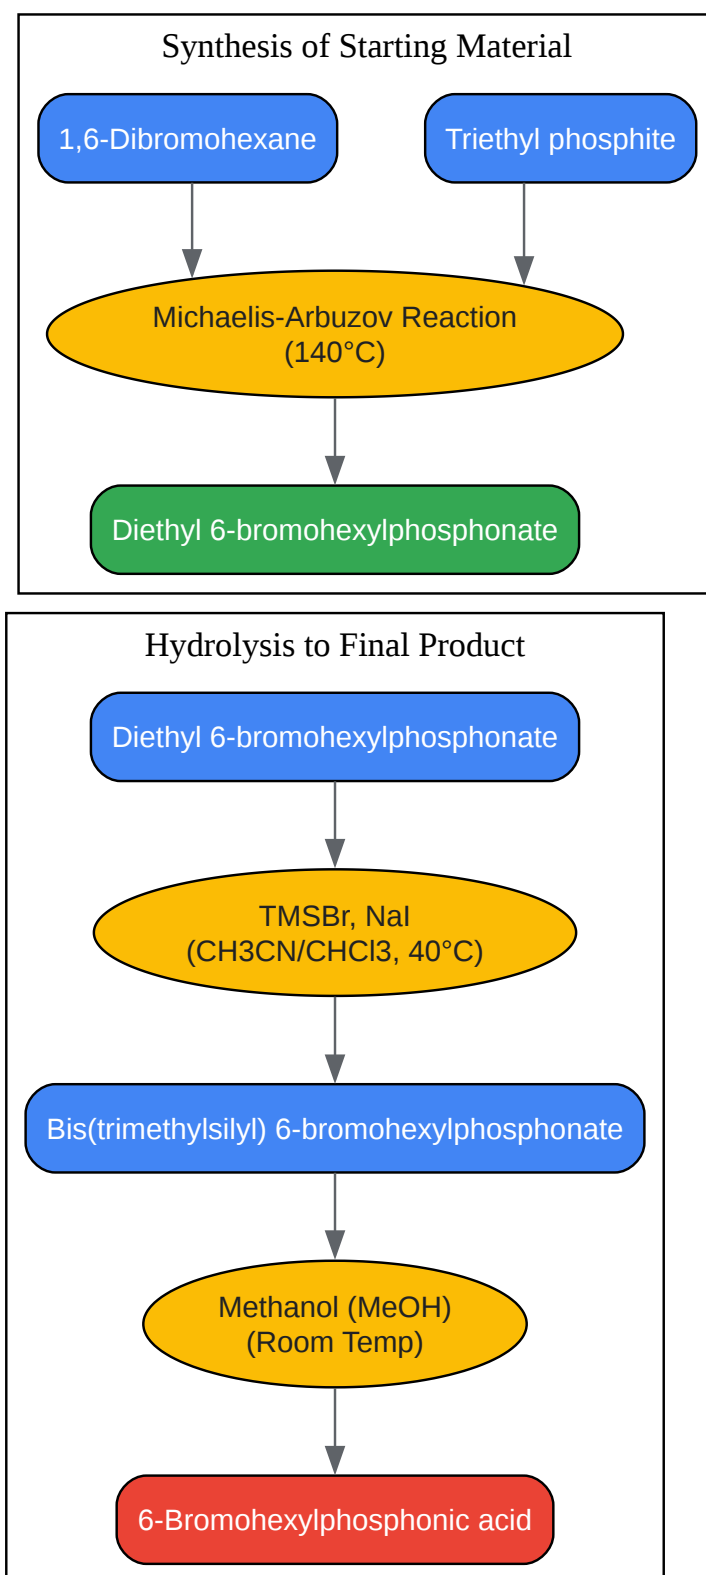 Synthesis of Starting Material
1,6-Dibromohexane
Triethyl phosphite
Michaelis-Arbuzov Reaction
(140°C)
Diethyl 6-bromohexylphosphonate
Hydrolysis to Final Product
Diethyl 6-bromohexylphosphonate
TMSBr, NaI
(CH3CN/CHCl3, 40°C)
Bis(trimethylsilyl) 6-bromohexylphosphonate
Methanol (MeOH)
(Room Temp)
6-Bromohexylphosphonic acid